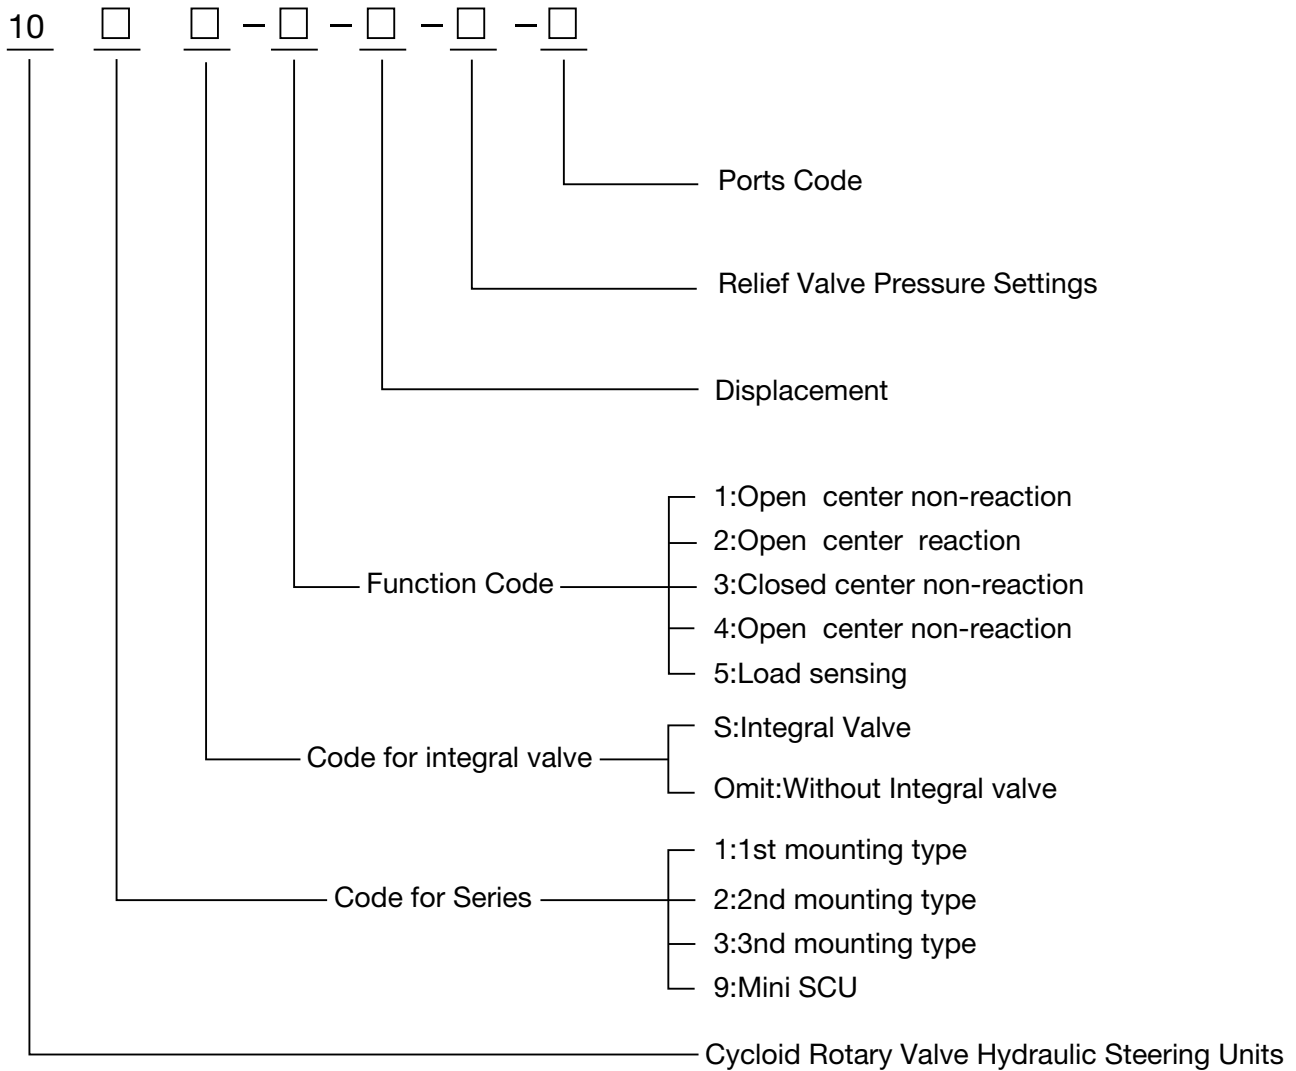 10 □ □ – □ – □ – □ – □
Ports Code
Relief Valve Pressure Settings
Displacement
1:Open center non-reaction
2:Open center reaction
Function Code
3:Closed center non-reaction
4:Open center non-reaction
5:Load sensing
S:Integral Valve
Code for integral valve
Omit:Without Integral valve
1:1st mounting type
Code for Series
2:2nd mounting type
3:3nd mounting type
9:Mini SCU
Cycloid Rotary Valve Hydraulic Steering Units